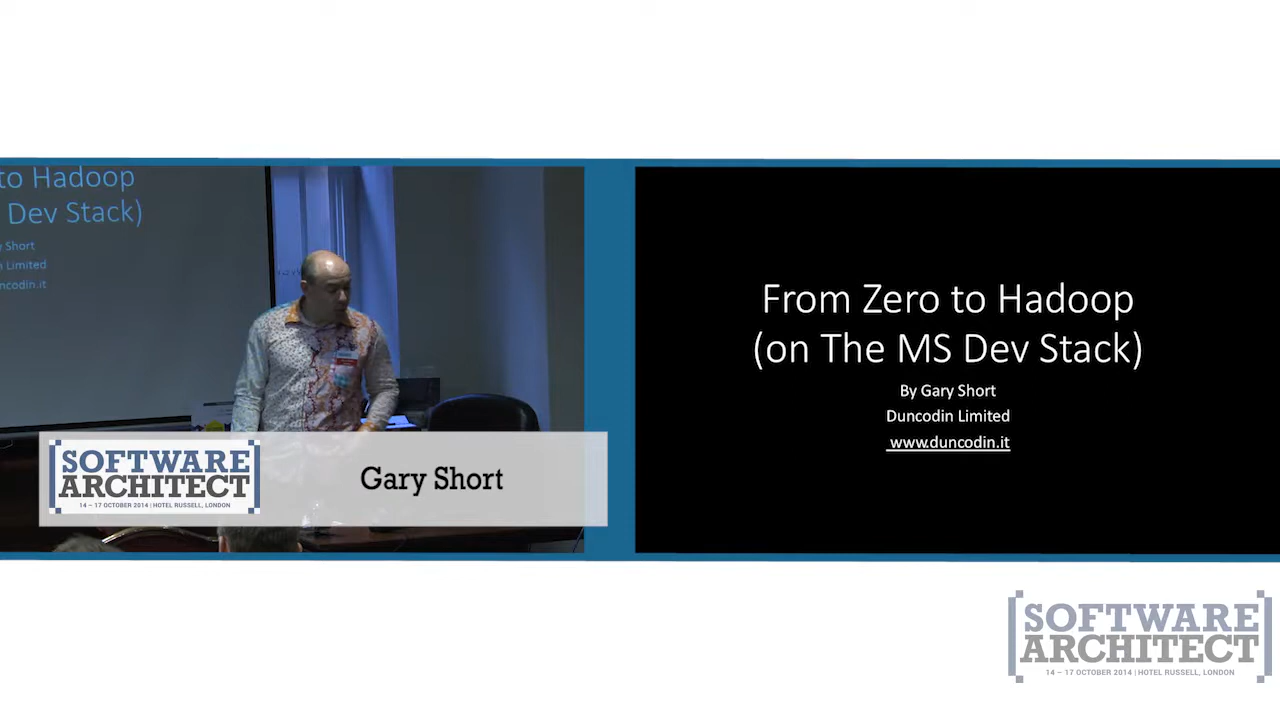 to Hadoop
Dev Stack)
Short
Limited
ncodin.it
SOFTWARE
ARCHITECT
14 – 17 OCTOBER 2014 | HOTEL RUSSELL, LONDON
Gary Short
From Zero to Hadoop
(on The MS Dev Stack)
By Gary Short
Duncodin Limited
www.duncodin.it
SOFTWARE
ARCHITECT
14 – 17 OCTOBER 2014 | HOTEL RUSSELL, LONDON